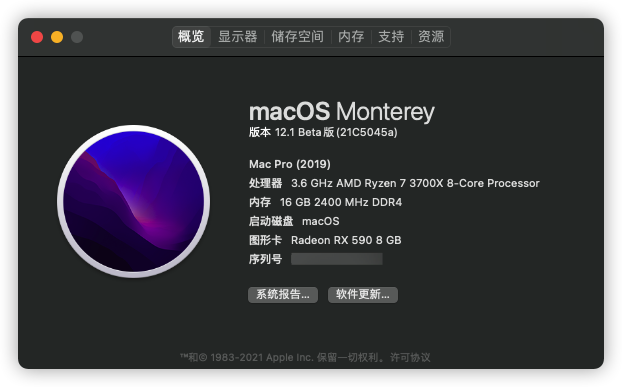 概览 显示器 储存空间 内存 支持 资源
macOS Monterey
版本 12.1 Beta版 (21C5045a)
Mac Pro (2019)
处理器 3.6 GHz AMD Ryzen 7 3700X 8-Core Processor
内存 16 GB 2400 MHz DDR4
启动磁盘 macOS
图形卡 Radeon RX 590 8 GB
序列号
系统报告... 软件更新...
™和© 1983-2021 Apple Inc. 保留一切权利。许可协议